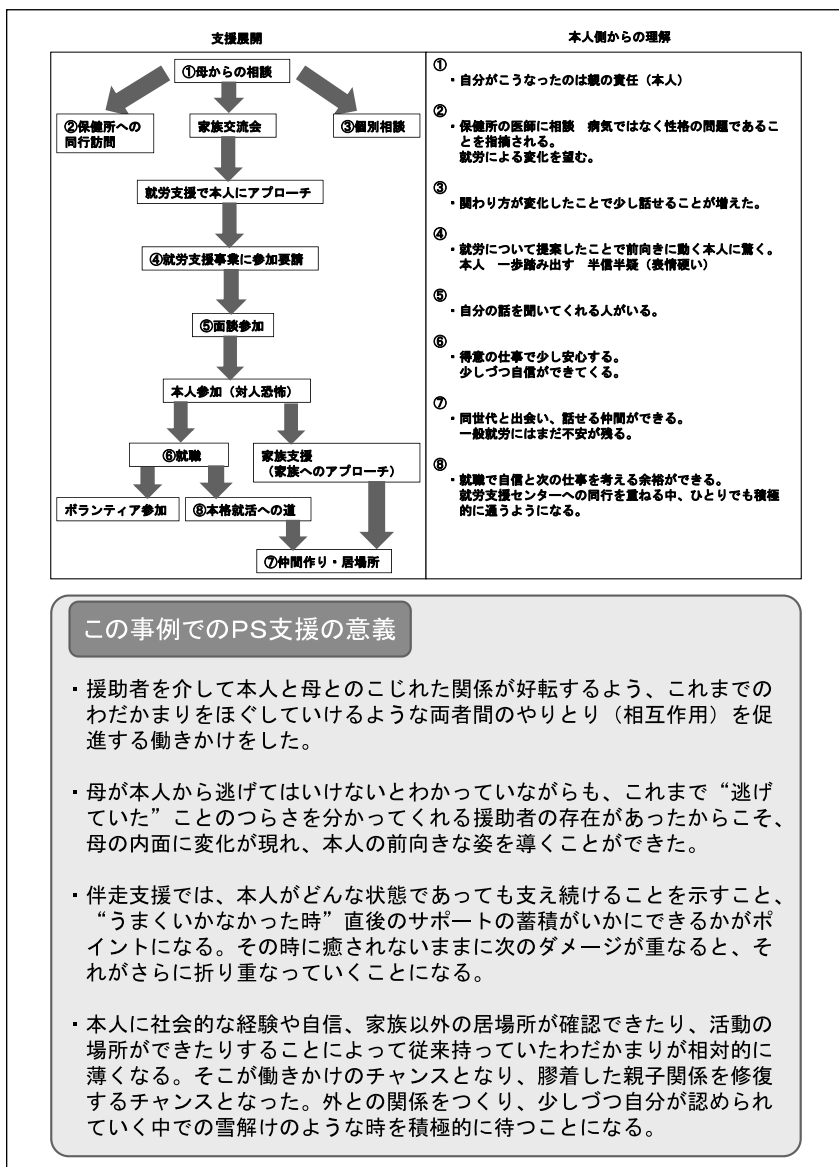 支援展開
①母からの相談
②保健所への
同行訪問
家族交流会
③個別相談
就労支援で本人にアプローチ
④就労支援事業に参加要請
⑤面談参加
本人参加（対人恐怖）
⑥就職
家族支援
（家族へのアプローチ）
ボランティア参加
⑧本格就活への道
⑦仲間作り・居場所
本人側からの理解
①
・自分がこうなったのは親の責任（本人）
②
・保健所の医師に相談　病気ではなく性格の問題であるこ
とを指摘される。
就労による変化を望む。
③
・関わり方が変化したことで少し話せることが増えた。
④
・就労について提案したことで前向きに動く本人に驚く。
本人　一歩踏み出す　半信半疑（表情硬い）
⑤
・自分の話を聞いてくれる人がいる。
⑥
・得意の仕事で少し安心する。
少しづつ自信ができてくる。
⑦
・同世代と出会い、話せる仲間ができる。
一般就労にはまだ不安が残る。
⑧
・就職で自信と次の仕事を考える余裕ができる。
就労支援センターへの同行を重ねる中、ひとりでも積極
的に通うようになる。
この事例でのPS支援の意義
・援助者を介して本人と母とのこじれた関係が好転するよう、これまでの
わだかまりをほぐしていけるような両者間のやりとり（相互作用）を促
進する働きかけをした。
・母が本人から逃げてはいけないとわかっていながらも、これまで“逃げ
ていた”ことのつらさを分かってくれる援助者の存在があったからこそ、
母の内面に変化が現れ、本人の前向きな姿を導くことができた。
・伴走支援では、本人がどんな状態であっても支え続けることを示すこと、
“うまくいかなかった時”直後のサポートの蓄積がいかにできるかがポ
イントになる。その時に癒されないままに次のダメージが重なると、そ
れがさらに折り重なっていくことになる。
・本人に社会的な経験や自信、家族以外の居場所が確認できたり、活動の
場所ができたりすることによって従来持っていたわだかまりが相対的に
薄くなる。そこが働きかけのチャンスとなり、膠着した親子関係を修復
するチャンスとなった。外との関係をつくり、少しづつ自分が認められ
ていく中での雪解けのような時を積極的に待つことになる。